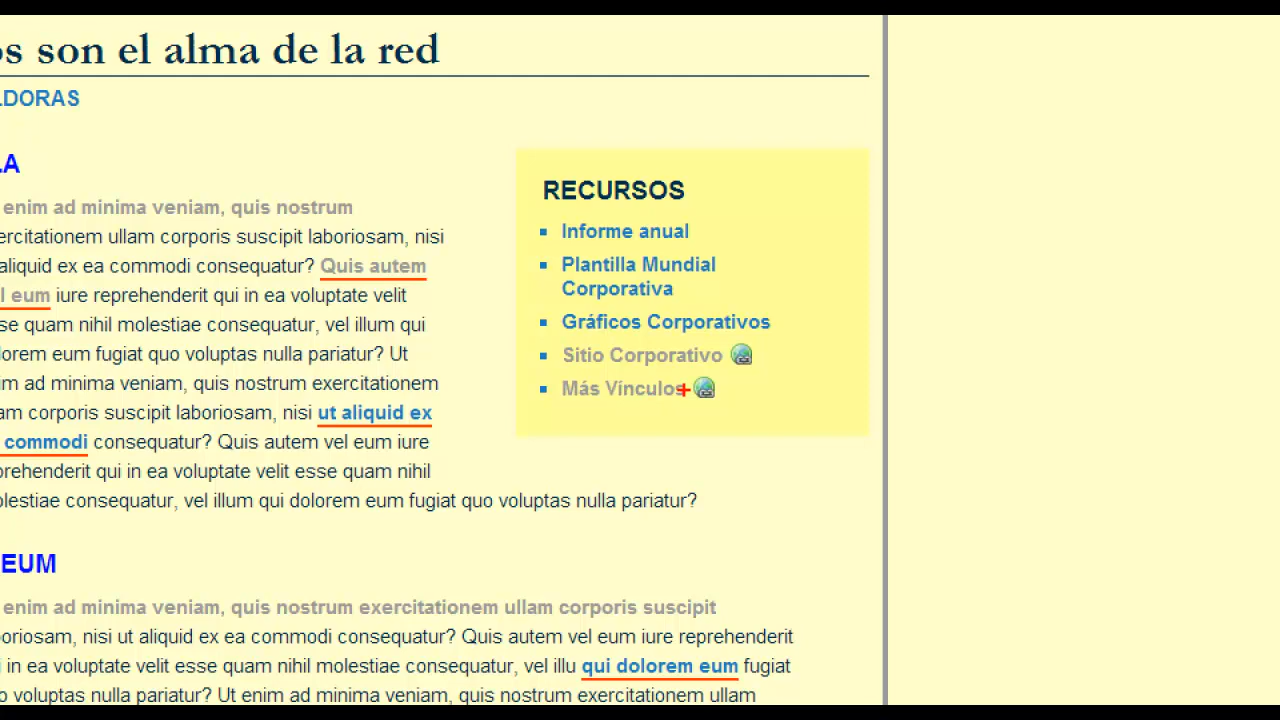 os son el alma de la red
LDORAS
LA
enim ad minima veniam, quis nostrum
ercitationem ullam corporis suscipit laboriosam, nisi
aliquid ex ea commodi consequatur? Quis autem
l eum iure reprehenderit qui in ea voluptate velit
se quam nihil molestiae consequatur, vel illum qui
lorem eum fugiat quo voluptas nulla pariatur? Ut
im ad minima veniam, quis nostrum exercitationem
am corporis suscipit laboriosam, nisi ut aliquid ex
commodi consequatur? Quis autem vel eum iure
prehenderit qui in ea voluptate velit esse quam nihil
olestiae consequatur, vel illum qui dolorem eum fugiat quo voluptas nulla pariatur?
RECURSOS
Informe anual
Plantilla Mundial
Corporativa
Gráficos Corporativos
Sitio Corporativo
Más Vínculos
EUM
enim ad minima veniam, quis nostrum exercitationem ullam corporis suscipit
boriosam, nisi ut aliquid ex ea commodi consequatur? Quis autem vel eum iure reprehenderit
i in ea voluptate velit esse quam nihil molestiae consequatur, vel illu qui dolorem eum fugiat
o voluptas nulla pariatur? Ut enim ad minima veniam, quis nostrum exercitationem ullam